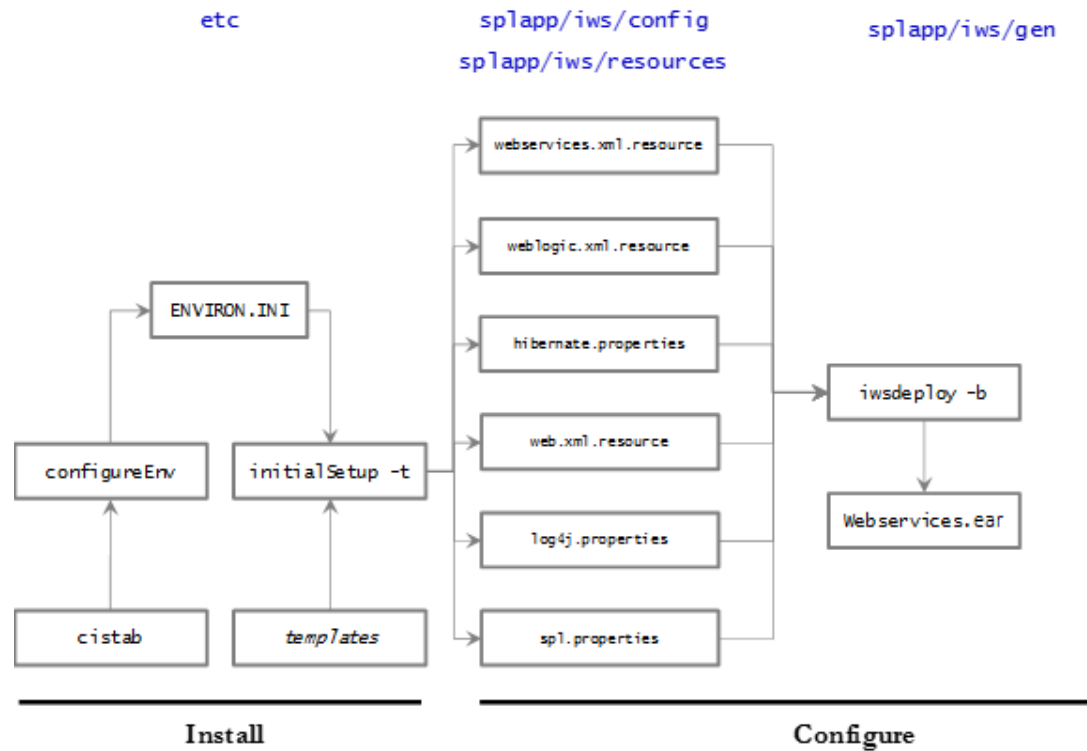 etc
splapp/iws/config
splapp/iws/resources
splapp/iws/gen
webservices.xml.resource
weblogic.xml.resource
ENVIRON.INI
hibernate.properties
iwsdeploy -b
configureEnv
initialSetup -t
web.xml.resource
Webservices.ear
log4j.properties
cistab
templates
spl.properties
Install
Configure